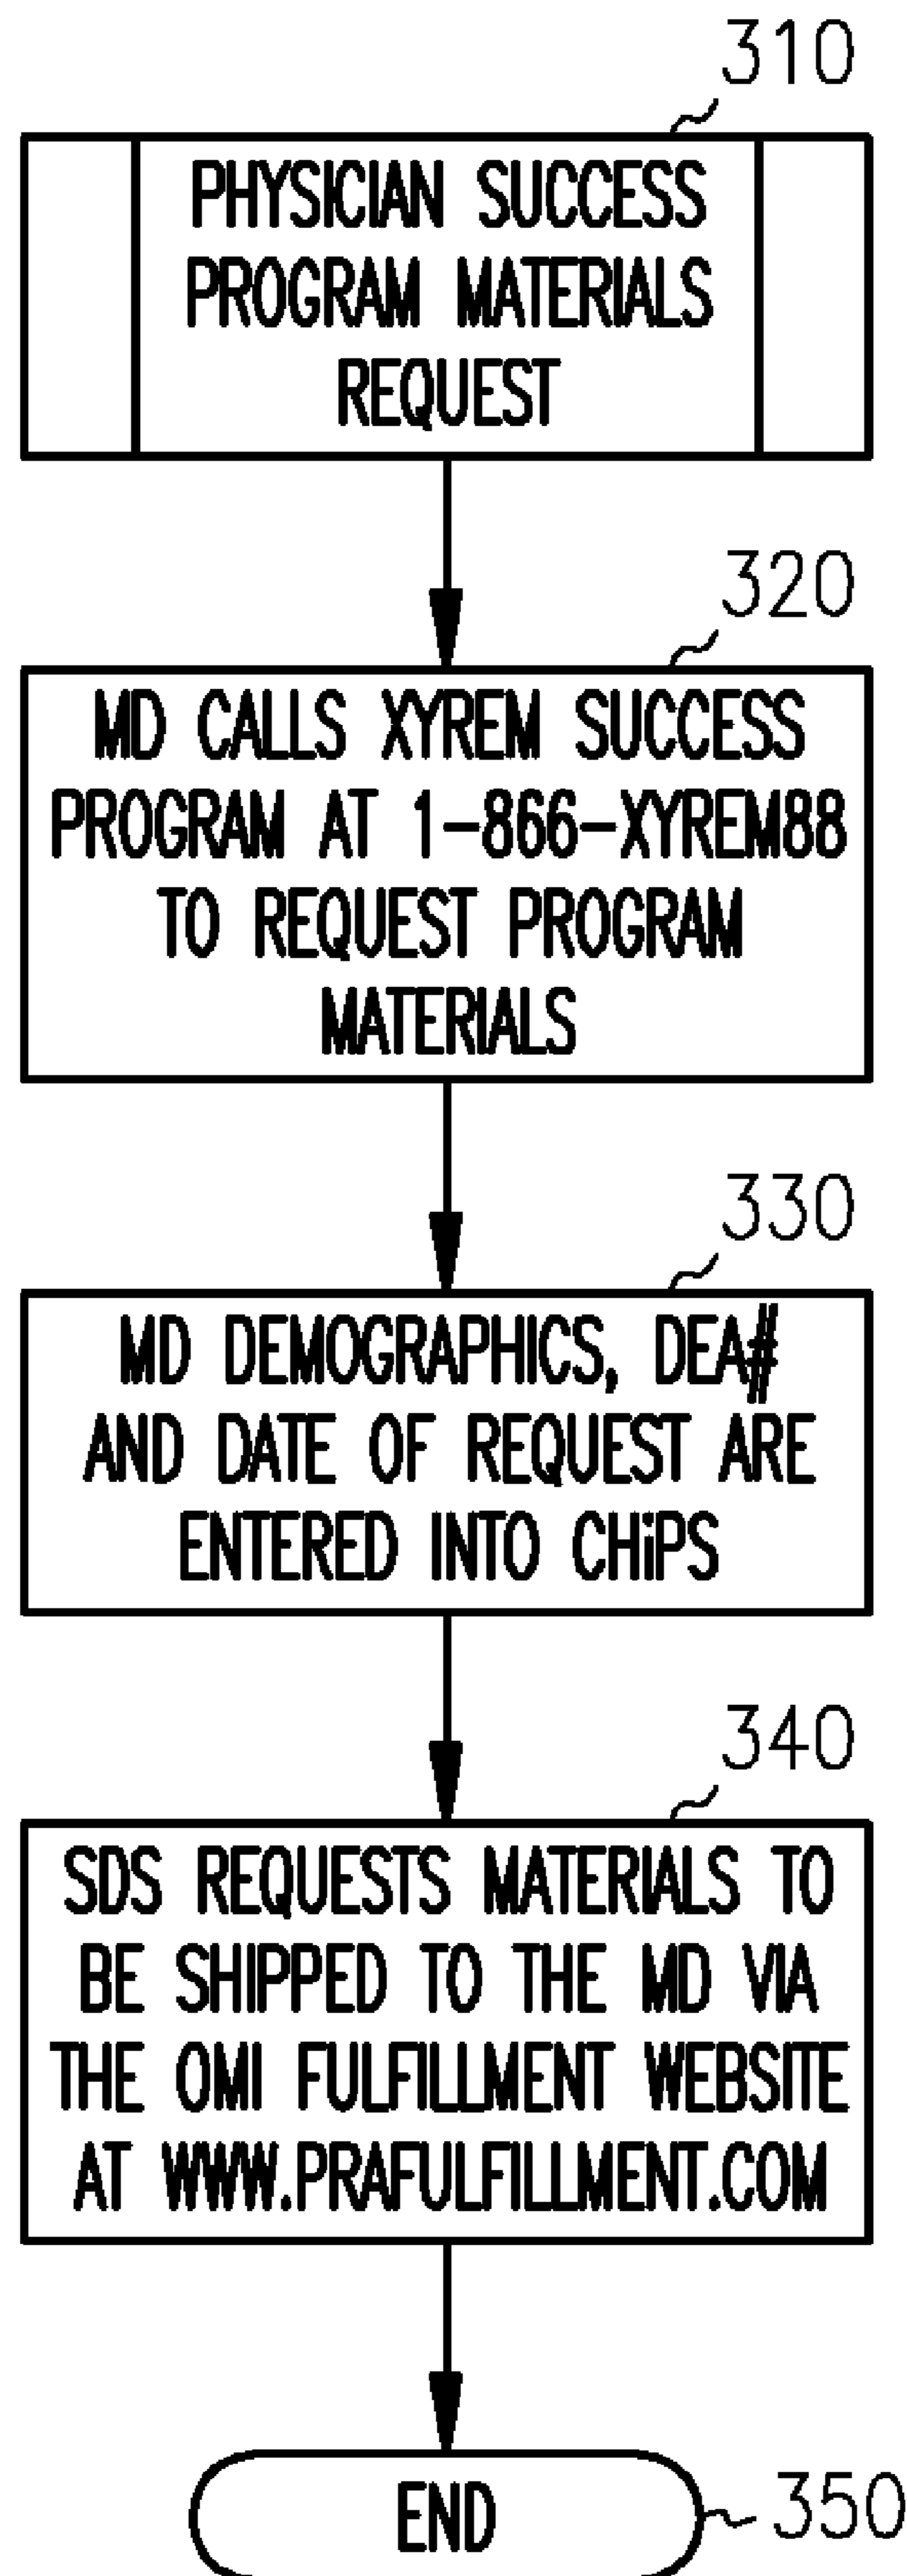 310
PHYSICIAN SUCCESS
PROGRAM MATERIALS
REQUEST
320
MD CALLS XYREM SUCCESS
PROGRAM AT 1-866-XYREM88
TO REQUEST PROGRAM
MATERIALS
330
MD DEMOGRAPHICS, DEA#
AND DATE OF REQUEST ARE
ENTERED INTO CHiPS
340
SDS REQUESTS MATERIALS TO
BE SHIPPED TO THE MD VIA
THE OMI FULFILLMENT WEBSITE
AT WWW.PRAFULFILLMENT.COM
END
350